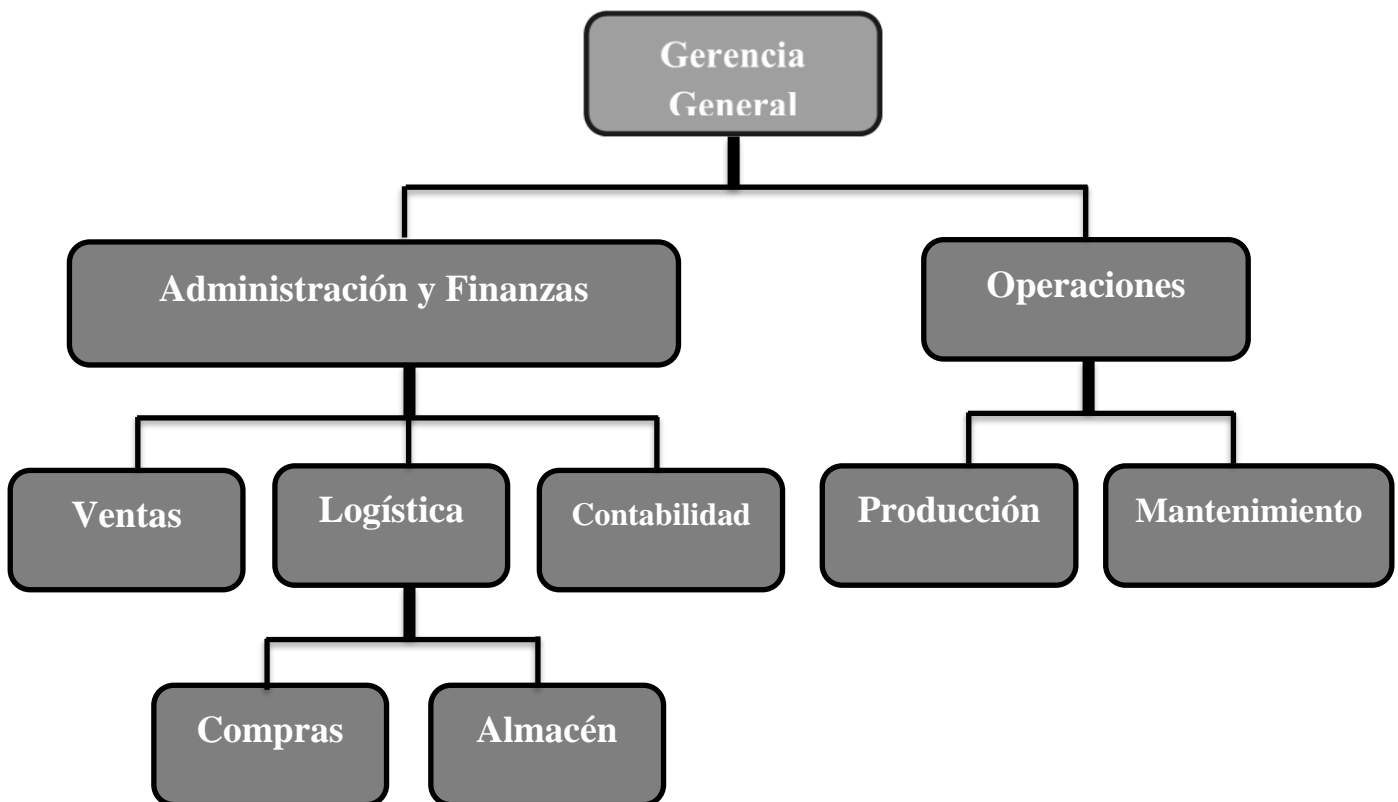 Gerencia
General
Administración y Finanzas
Operaciones
Ventas
Logística
Contabilidad
Producción
Mantenimiento
Compras
Almacén